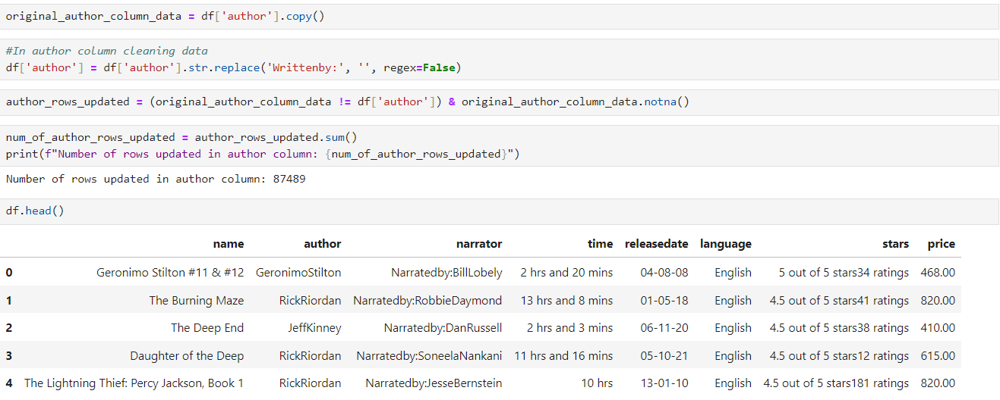 original_author_column_data = df['author'].copy()
#In author column cleaning data
df['author'] = df['author'].str.replace('Writtenby:', '', regex=False)
author_rows_updated = (original_author_column_data != df['author']) & original_author_column_data.notna()
num_of_author_rows_updated = author_rows_updated.sum()
print(f"Number of rows updated in author column: {num_of_author_rows_updated}")
Number of rows updated in author column: 87489
df.head()
name author narrator time releasedate language stars price
0 Geronimo Stilton #11 & #12 GeronimoStilton Narratedby:BillLobely 2 hrs and 20 mins 04-08-08 English 5 out of 5 stars34 ratings 468.00
1 The Burning Maze RickRiordan Narratedby:RobbieDaymond 13 hrs and 8 mins 01-05-18 English 4.5 out of 5 stars41 ratings 820.00
2 The Deep End JeffKinney Narratedby:DanRussell 2 hrs and 3 mins 06-11-20 English 4.5 out of 5 stars38 ratings 410.00
3 Daughter of the Deep RickRiordan Narratedby:SoneelaNankani 11 hrs and 16 mins 05-10-21 English 4.5 out of 5 stars12 ratings 615.00
4 The Lightning Thief: Percy Jackson, Book 1 RickRiordan Narratedby:JesseBernstein 10 hrs 13-01-10 English 4.5 out of 5 stars181 ratings 820.00